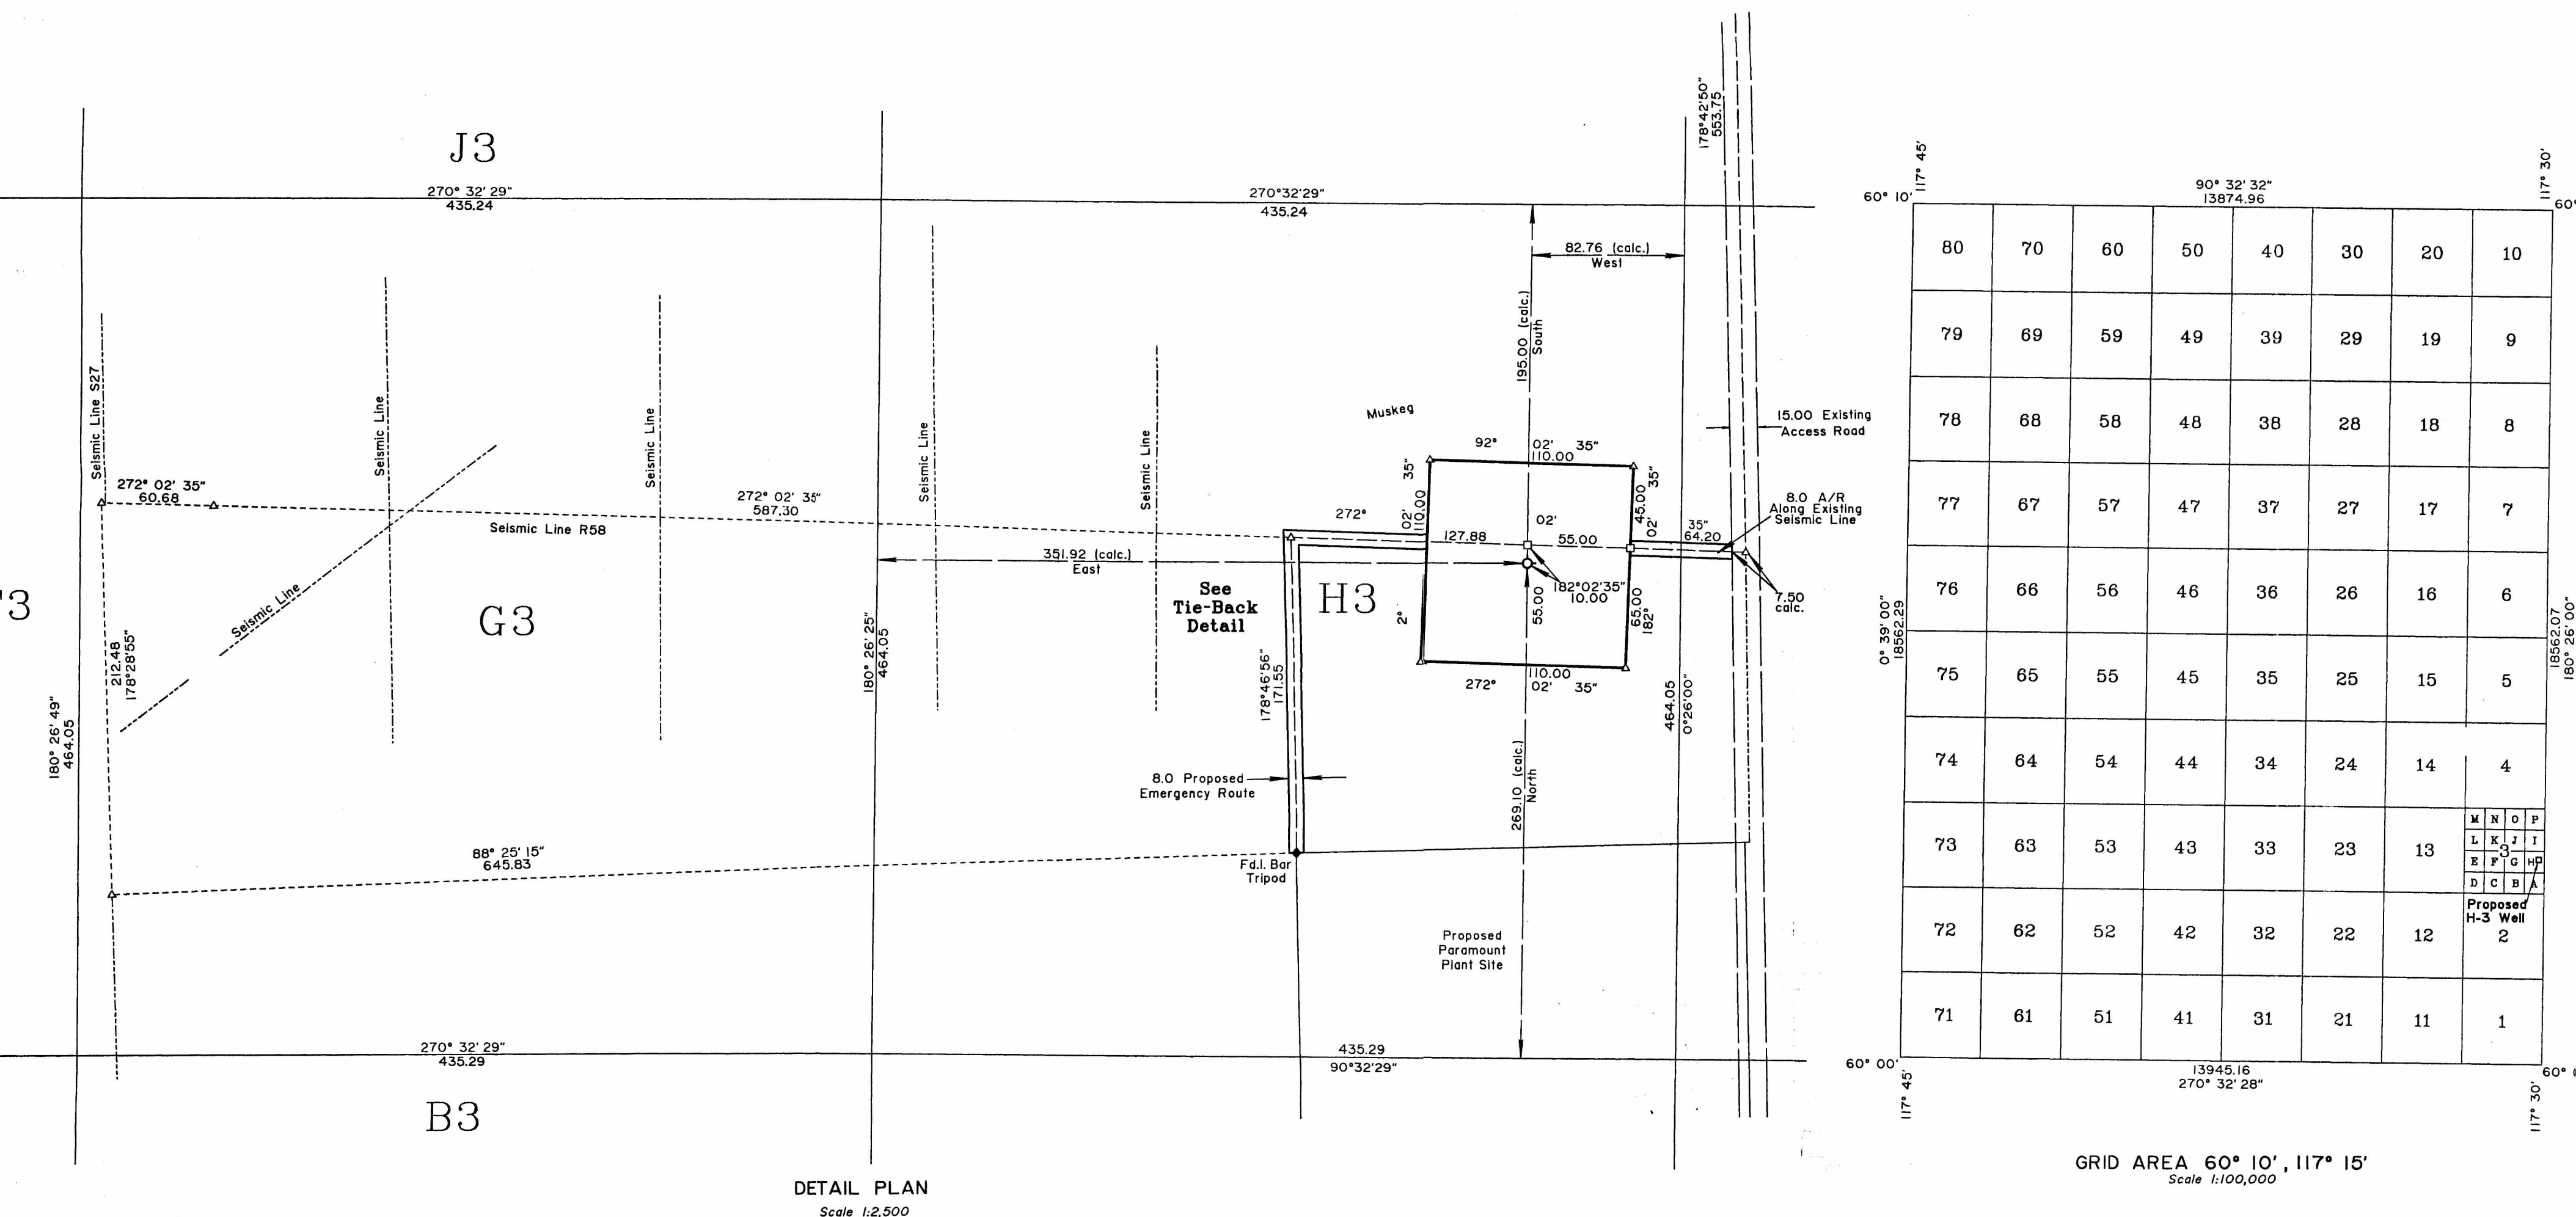 J3
270° 32' 29"
435.24
270°32'29"
435.24
178°42'50"
553.75
82.76 (calc.)
West
195.00 (calc.)
South
Seismic Line S27
Seismic Line
Seismic Line
Seismic Line
Seismic Line
Seismic Line
Muskeg
15.00 Existing
Access Road
272° 02' 35"
60.68
272° 02' 35"
587.30
Seismic Line R58
92° 02' 35"
110.00
2° 02' 35"
110.00
272° 02' 35"
127.88
55.00
64.20
45.00
65.00
182° 02' 35"
8.0 A/R
Along Existing
Seismic Line
351.92 (calc.)
East
182°02'35"
10.00
55.00
7.50
calc.
G3
H3
See
Tie-Back
Detail
110.00
272° 02' 35"
212.48
178°28'55"
180° 26' 49"
464.05
180° 26' 25"
464.05
178°46'56"
171.55
464.05
0°26'00"
8.0 Proposed
Emergency Route
269.10 (calc.)
North
88° 25' 15"
645.83
Fd.I. Bar
Tripod
Proposed
Paramount
Plant Site
270° 32' 29"
435.29
435.29
90°32'29"
B3
DETAIL PLAN
Scale 1:2,500
117° 45'
117° 30'
60° 10'
90° 32' 32"
13874.96
80 70 60 50 40 30 20 10
79 69 59 49 39 29 19 9
78 68 58 48 38 28 18 8
77 67 57 47 37 27 17 7
76 66 56 46 36 26 16 6
75 65 55 45 35 25 15 5
74 64 54 44 34 24 14 4
73 63 53 43 33 23 13 3
M N O P
L K J I
E F G H
D C B A
Proposed
H-3 Well
72 62 52 42 32 22 12 2
71 61 51 41 31 21 11 1
0° 39' 00"
18562.29
18562.07
180° 26' 00"
60° 00'
13945.16
270° 32' 28"
117° 45'
117° 30'
GRID AREA 60° 10', 117° 15'
Scale 1:100,000